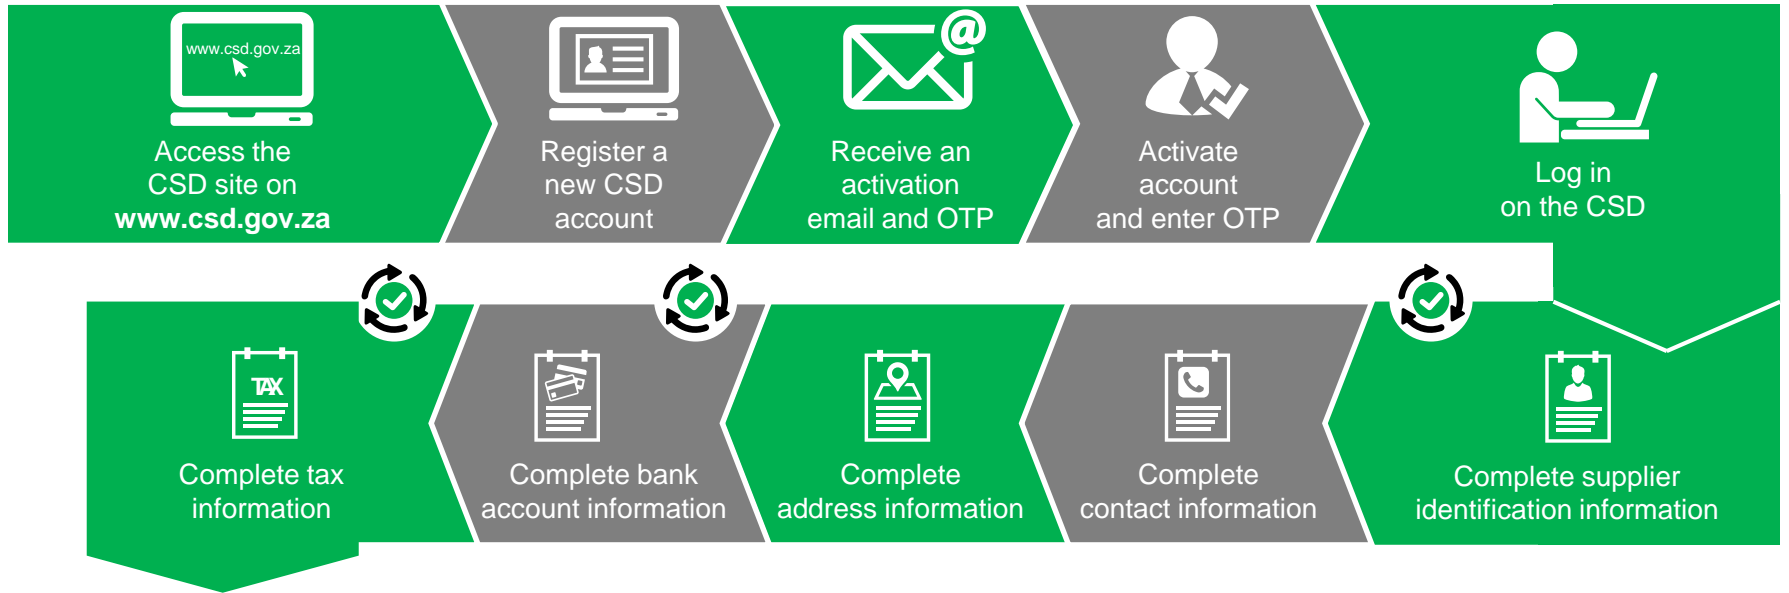 www.csd.gov.za
Access the
CSD site on
www.csd.gov.za
Register a
new CSD
account
Receive an
activation
email and OTP
Activate
account
and enter OTP
Log in
on the CSD
TAX
Complete tax
information
Complete bank
account information
Complete
address information
Complete
contact information
Complete supplier
identification information